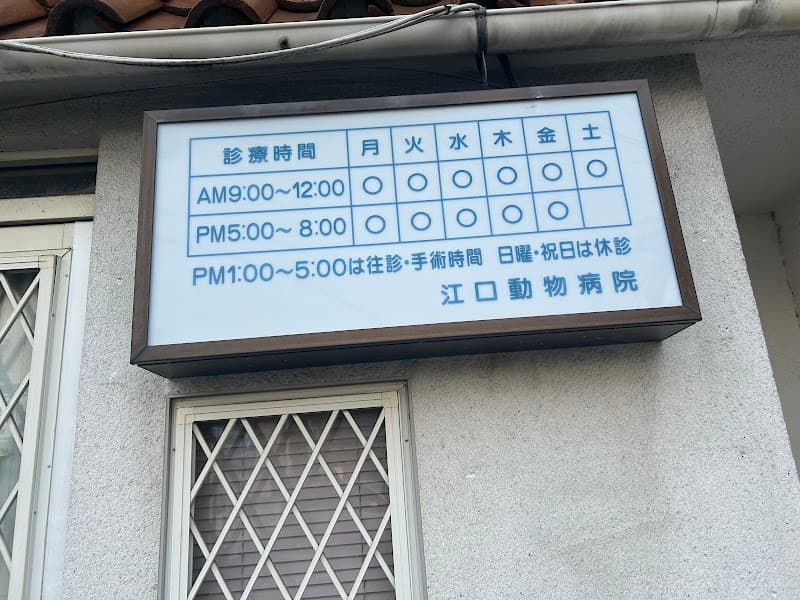 診療時間 月 火 水 木 金 土
AM9:00〜12:00 ○ ○ ○ ○ ○ ○
PM5:00〜 8:00 ○ ○ ○ ○ ○
PM1:00〜5:00は往診・手術時間 日曜・祝日は休診
江口動物病院